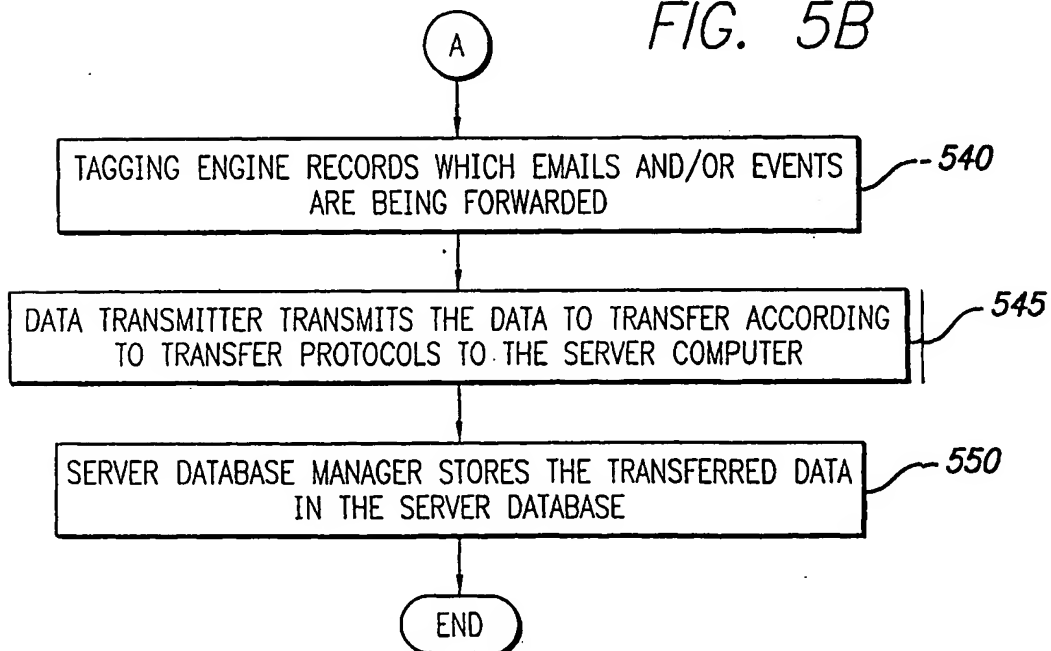 FIG. 5B
A
TAGGING ENGINE RECORDS WHICH EMAILS AND/OR EVENTS
ARE BEING FORWARDED
540
DATA TRANSMITTER TRANSMITS THE DATA TO TRANSFER ACCORDING
TO TRANSFER PROTOCOLS TO THE SERVER COMPUTER
545
SERVER DATABASE MANAGER STORES THE TRANSFERRED DATA
IN THE SERVER DATABASE
550
END